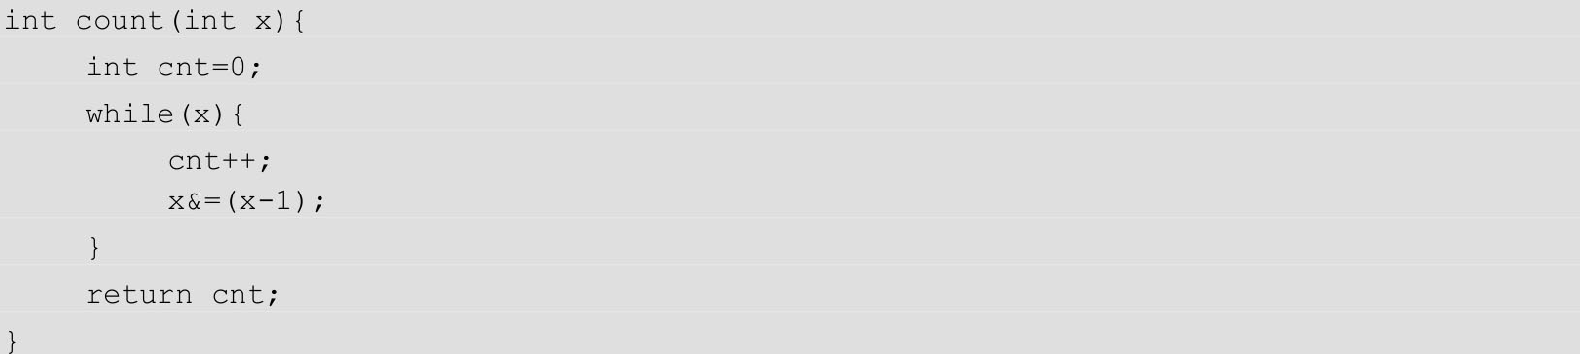 int count(int x){
int cnt=0;
while(x){
cnt++;
x&=(x-1);
}
return cnt;
}